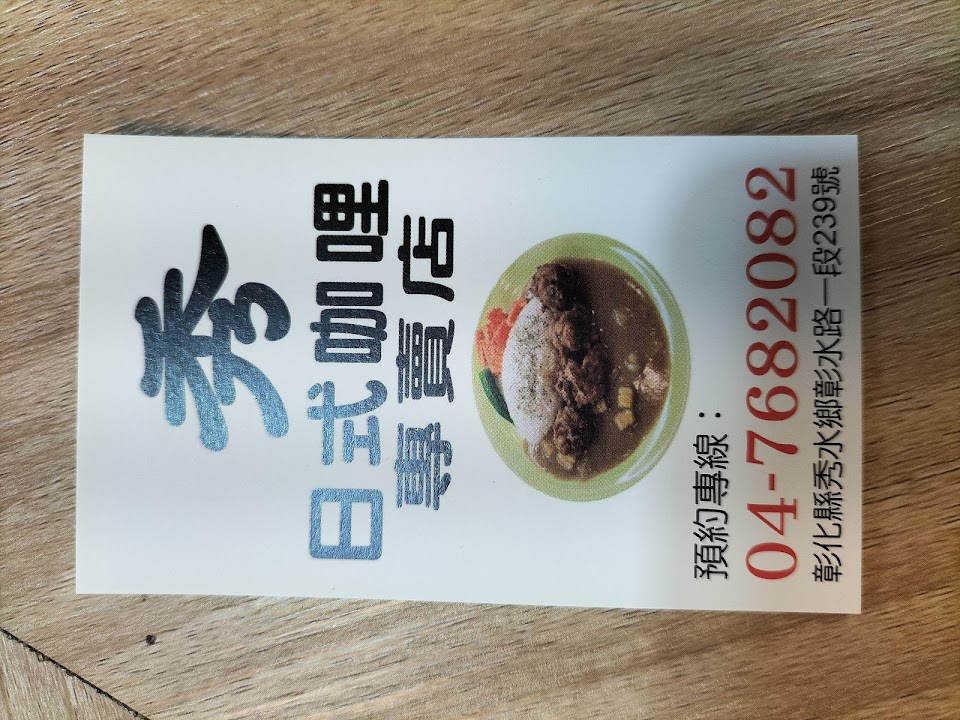 秀
日式咖哩
專賣店
預約專線：
04-7682082
彰化縣秀水鄉彰水路一段239號